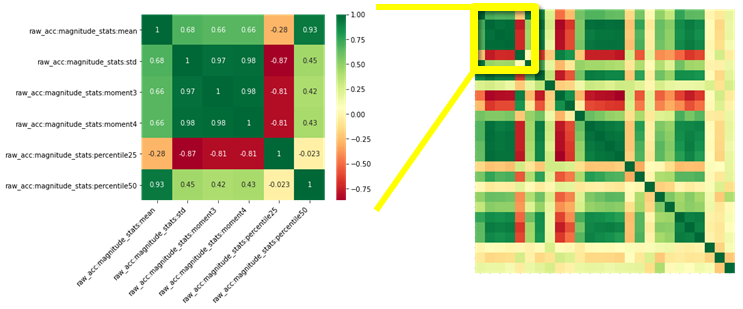 raw_acc:magnitude_stats:mean 1 0.68 0.66 0.66 -0.28 0.93
raw_acc:magnitude_stats:std 0.68 1 0.97 0.98 -0.87 0.45
raw_acc:magnitude_stats:moment3 0.66 0.97 1 0.98 -0.81 0.42
raw_acc:magnitude_stats:moment4 0.66 0.98 0.98 1 -0.81 0.43
raw_acc:magnitude_stats:percentile25 -0.28 -0.87 -0.81 -0.81 1 -0.023
raw_acc:magnitude_stats:percentile50 0.93 0.45 0.42 0.43 -0.023 1
raw_acc:magnitude_stats:mean
raw_acc:magnitude_stats:std
raw_acc:magnitude_stats:moment3
raw_acc:magnitude_stats:moment4
raw_acc:magnitude_stats:percentile25
raw_acc:magnitude_stats:percentile50
1.00
0.75
0.50
0.25
0.00
-0.25
-0.50
-0.75